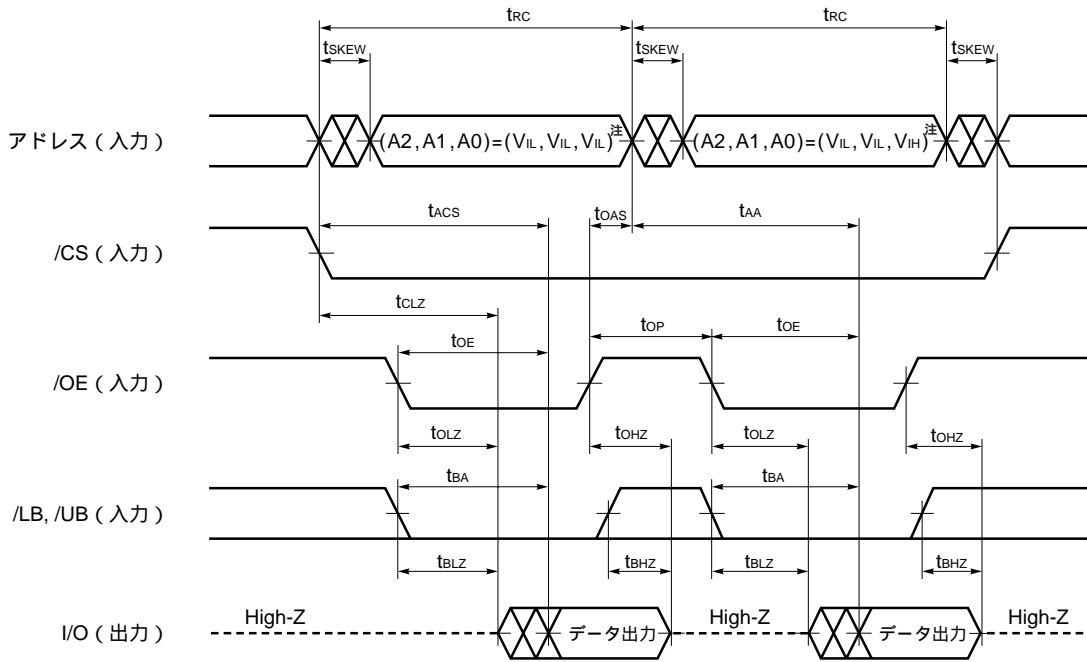 tRC tRC
tSKEW tSKEW tSKEW
アドレス（入力） (A2, A1, A0)=(VIL, VIL, VIL)注 (A2, A1, A0)=(VIL, VIL, VIH)注
tACS tOAS tAA
/CS（入力）
tCLZ tOP tOE
tOE
/OE（入力）
tOLZ tOHZ tOLZ tOHZ
tBA tBA
/LB, /UB（入力）
tBLZ tBHZ tBLZ tBHZ
High-Z High-Z High-Z
I/O（出力） データ出力 データ出力